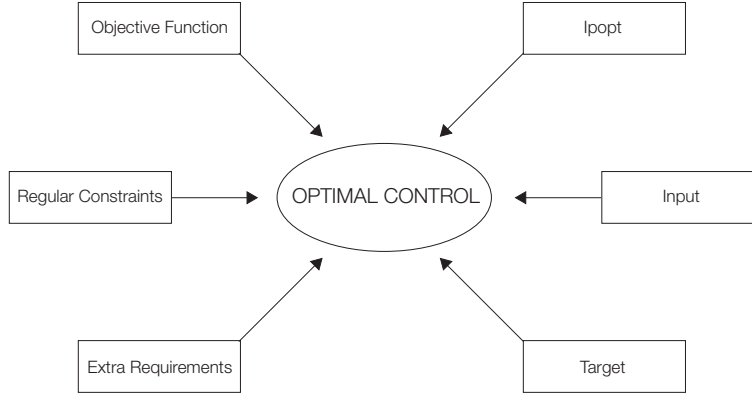 Objective Function
Ipopt
Regular Constraints
OPTIMAL CONTROL
Input
Extra Requirements
Target